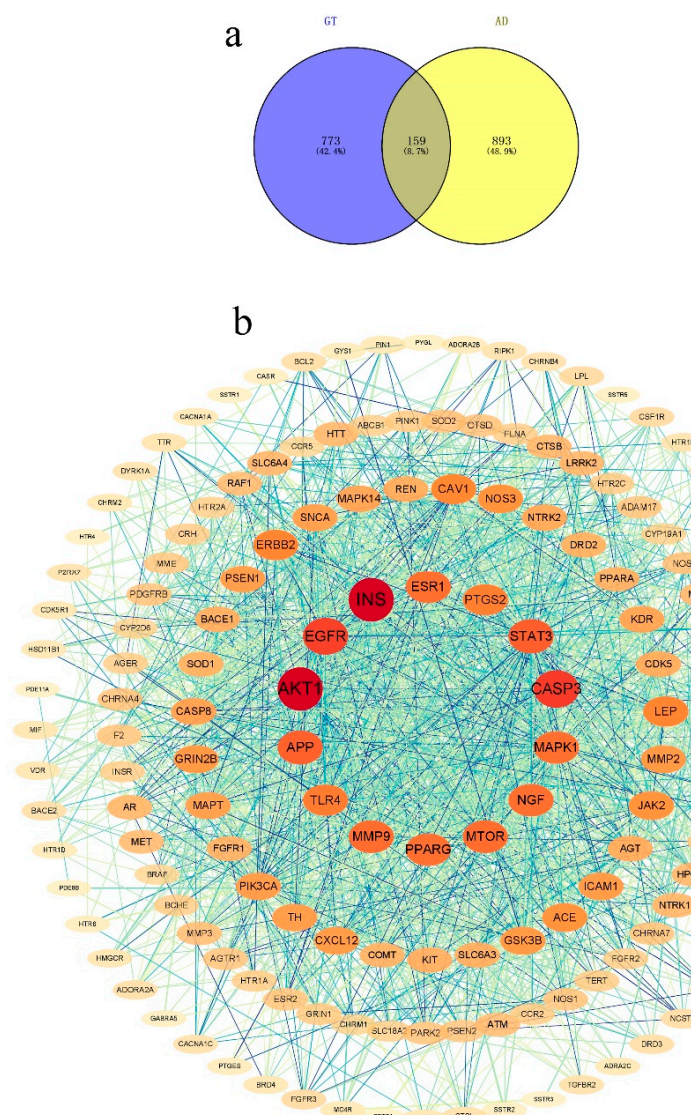 a
GT AD
773 159 893
(42.4%) (8.7%) (48.9%)
b
PYGL
GYS1 PIN1 ADORA2B
BCL2 RIPK1
CASR CHRNB4
SSTR1 LPL
CACNA1A SSTR5
TTR CSF1R
DYRK1A
CHRM2
HTR4
P2RX7
CDK5R1
HSD11B1
PDE11A
MIF
VDR
BACE2
HTR1D
HTR6
HMGCR
ADORA2A
GABRA5
CACNA1C
PTGES
BRD4
FGFR3
MC4R
SSTR2
SSTR3
TGFBR2
ADRA2C
DRD3
HTT ABCB1 PINK1 SOD2 CTSD FLNA CTSB
CCR5 LRRK2
SLC6A4 HTR2C
RAF1 ADAM17
HTR2A CYP19A1
CRH
MME
PDGFRB
CYP2D6
AGER
CHRNA4
F2
INSR
AR
MET
BRAF
BCHE
MMP3
AGTR1
HTR1A
ESR2
GRIN1
CHRM1
PARK2
PSEN2
ATM
CCR2
NOS1
TERT
FGFR2
CHRNA7
NTRK1
MAPK14 REN CAV1 NOS3
SNCA NTRK2
ERBB2 DRD2
PSEN1 PPARA
BACE1 KDR
SOD1 CDK5
CASP8 LEP
GRIN2B MMP2
MAPT JAK2
FGFR1 AGT
PIK3CA ICAM1
TH ACE
CXCL12 GSK3B
COMT KIT SLC6A3
INS ESR1 PTGS2
EGFR STAT3
AKT1 CASP3
APP MAPK1
TLR4 NGF
MMP9 PPARG MTOR